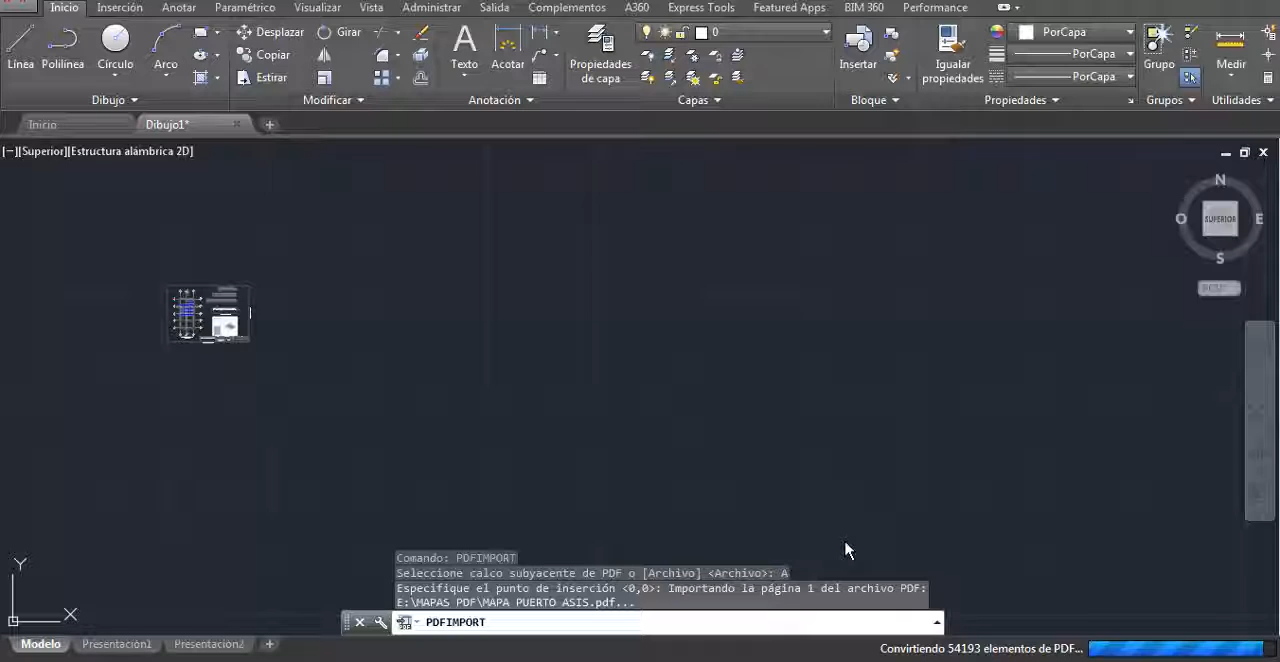 Inicio Inserción Anotar Paramétrico Visualizar Vista Administrar Salida Complementos A360 Express Tools Featured Apps BIM 360 Performance
Desplazar Girar 0 PorCapa
Copiar PorCapa
Línea Polilínea Círculo Arco Texto Acotar Propiedades de capa Insertar Igualar propiedades Grupo Medir
Estirar PorCapa
Dibujo Modificar Anotación Capas Bloque Propiedades Grupos Utilidades
Inicio Dibujo1* +
[−][Superior][Estructura alámbrica 2D]
N
O SUPERIOR E
S
Comando: PDFIMPORT
Seleccione calco subyacente de PDF o [Archivo] <Archivo>: A
Especifique el punto de inserción <0,0>: Importando la página 1 del archivo PDF:
E:\MAPAS PDF\MAPA PUERTO ASIS.pdf...
Y
X
PDFIMPORT
Modelo Presentación1 Presentación2 +
Convirtiendo 54193 elementos de PDF...